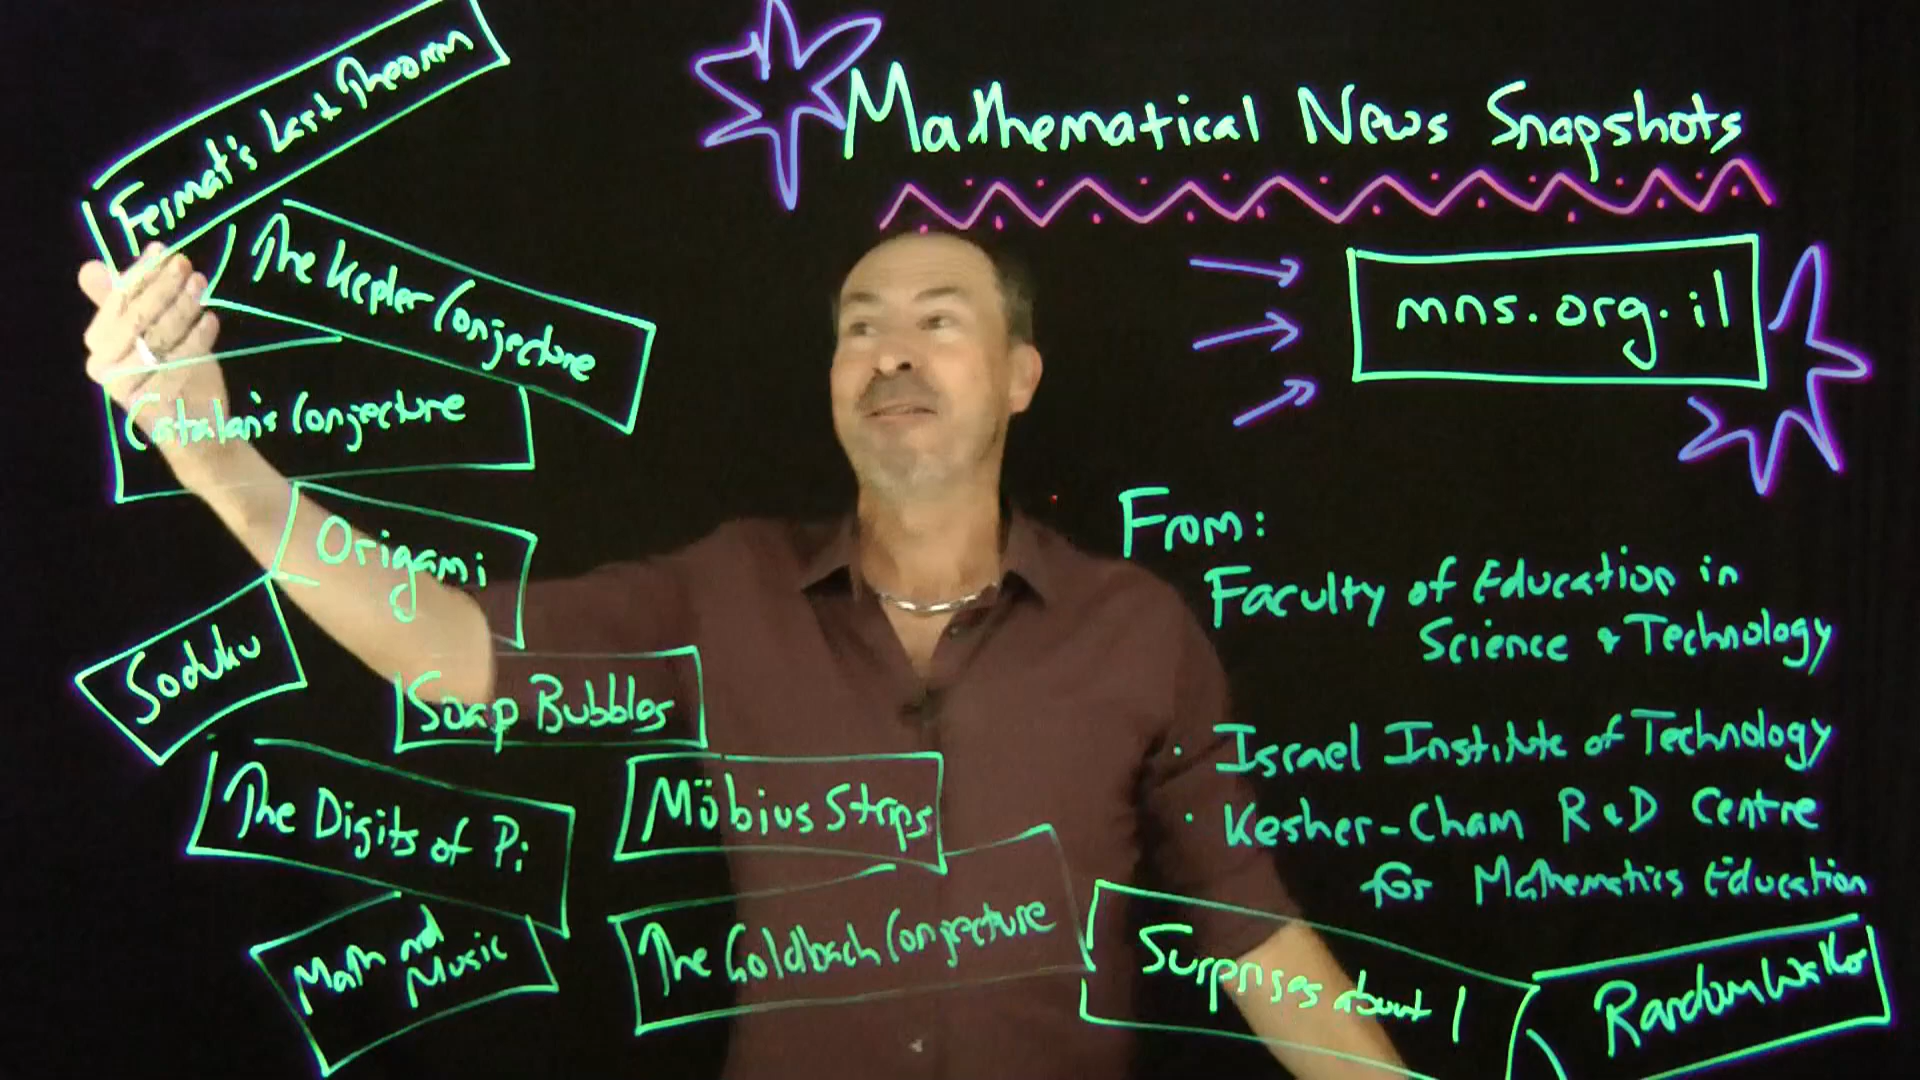 Mathematical News Snapshots
mns.org.il
From:
Faculty of Education in
Science & Technology
• Israel Institute of Technology
• Kesher-Cham R&D Centre
for Mathematics Education
Fermat's Last Theorem
The Kepler Conjecture
Catalan's Conjecture
Origami
Soduku
Soap Bubbles
The Digits of Pi
Möbius Strips
Math and
Music
The Goldbach Conjecture
Surprises about 1
Random Walks